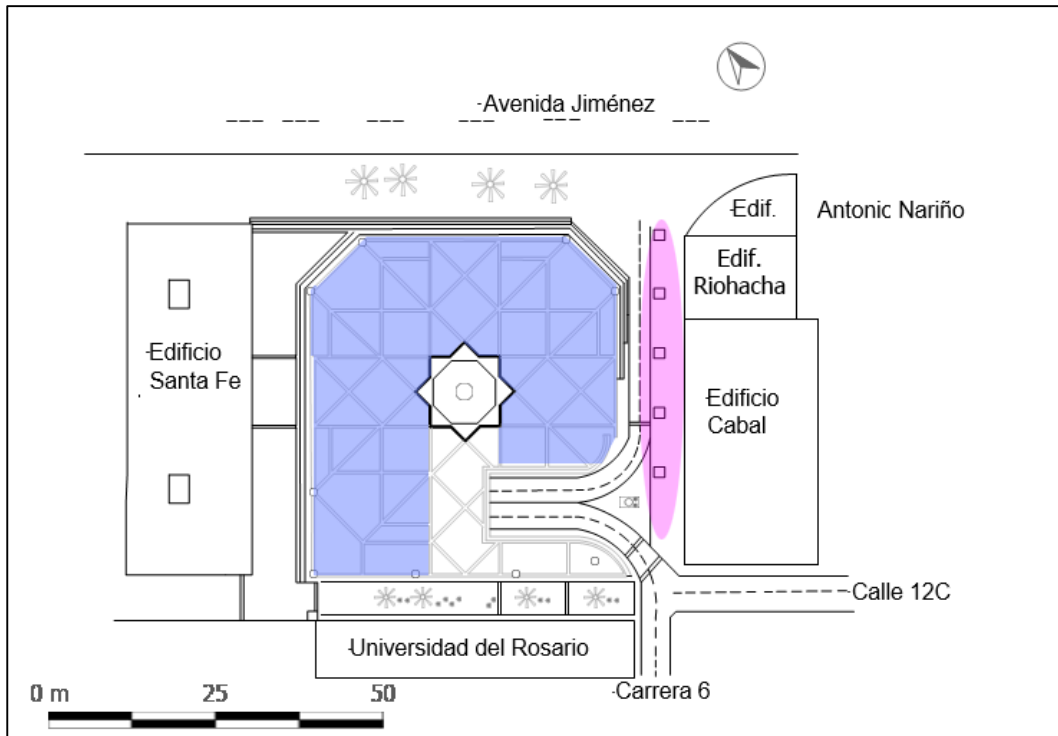 -Avenida Jiménez
-Edif.
Antonic Nariño
Edif.
Riohacha
-Edificio
Santa Fe
-Edificio
Cabal
-Calle 12C
-Universidad del Rosario
-Carrera 6
0 m 25 50